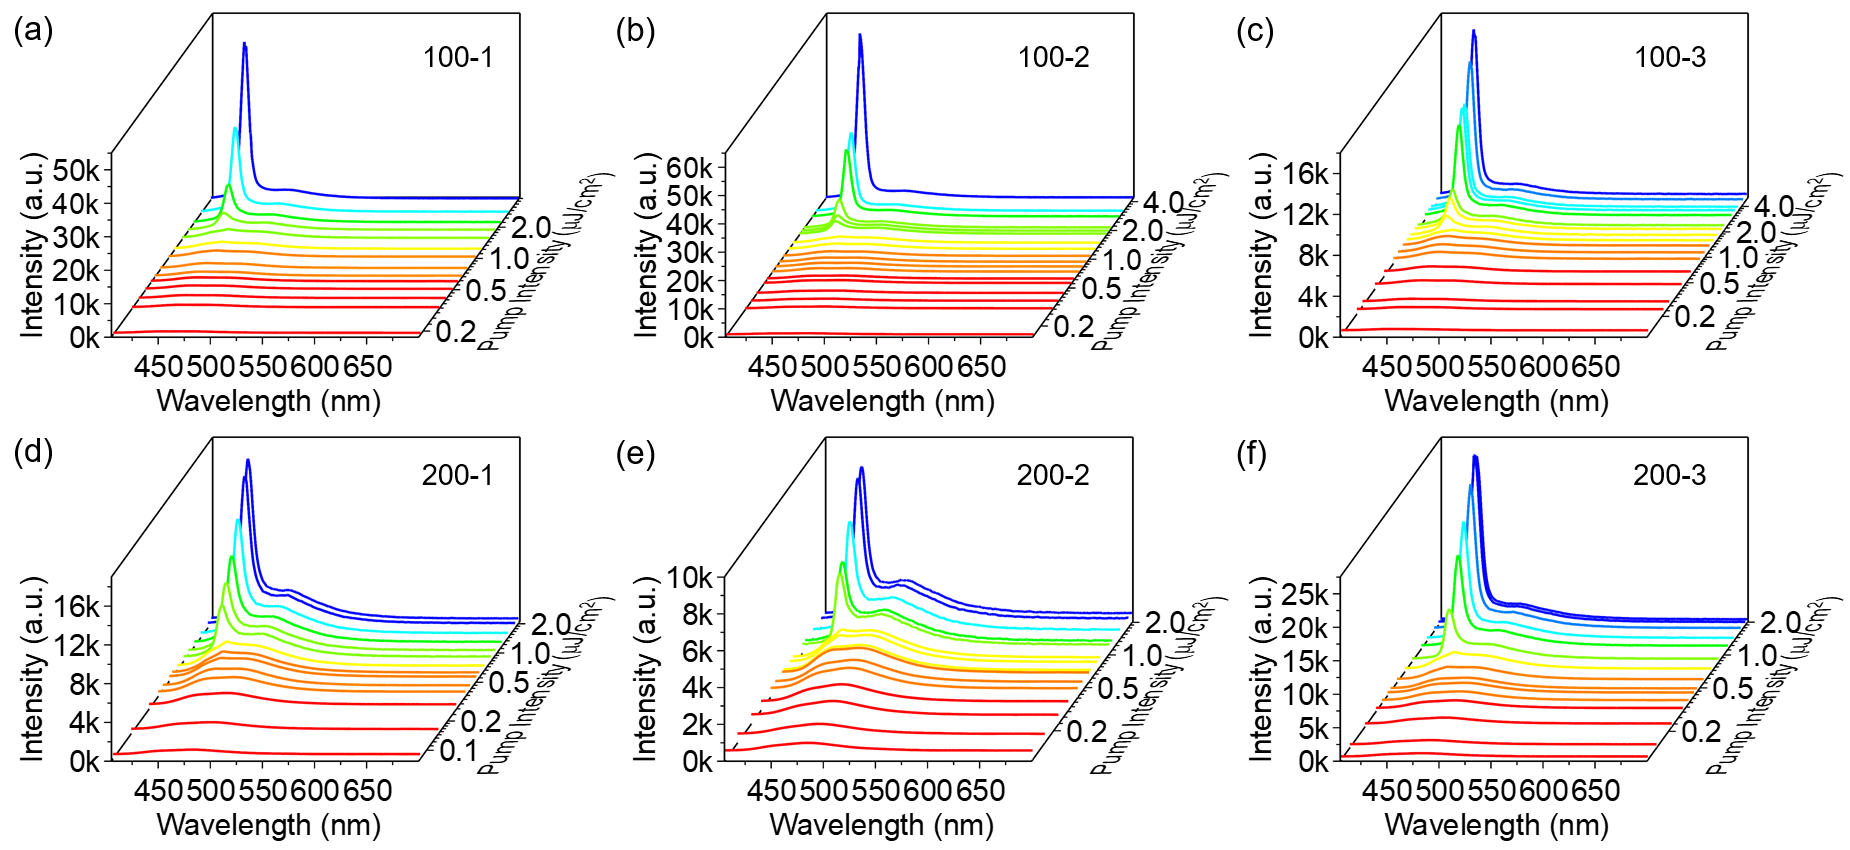 (a)
100-1
50k
40k
30k
20k
10k
0k
Intensity (a.u.)
450 500 550 600 650
Wavelength (nm)
0.2
0.5
1.0
2.0
Pump Intensity (μJ/cm²)
(b)
100-2
60k
50k
40k
30k
20k
10k
0k
Intensity (a.u.)
450 500 550 600 650
Wavelength (nm)
0.2
0.5
1.0
2.0
4.0
Pump Intensity (μJ/cm²)
(c)
100-3
16k
12k
8k
4k
0k
Intensity (a.u.)
450 500 550 600 650
Wavelength (nm)
0.2
0.5
1.0
2.0
4.0
Pump Intensity (μJ/cm²)
(d)
200-1
16k
12k
8k
4k
0k
Intensity (a.u.)
450 500 550 600 650
Wavelength (nm)
0.1
0.2
0.5
1.0
2.0
Pump Intensity (μJ/cm²)
(e)
200-2
10k
8k
6k
4k
2k
0k
Intensity (a.u.)
450 500 550 600 650
Wavelength (nm)
0.2
0.5
1.0
2.0
Pump Intensity (μJ/cm²)
(f)
200-3
25k
20k
15k
10k
5k
0k
Intensity (a.u.)
450 500 550 600 650
Wavelength (nm)
0.2
0.5
1.0
2.0
Pump Intensity (μJ/cm²)